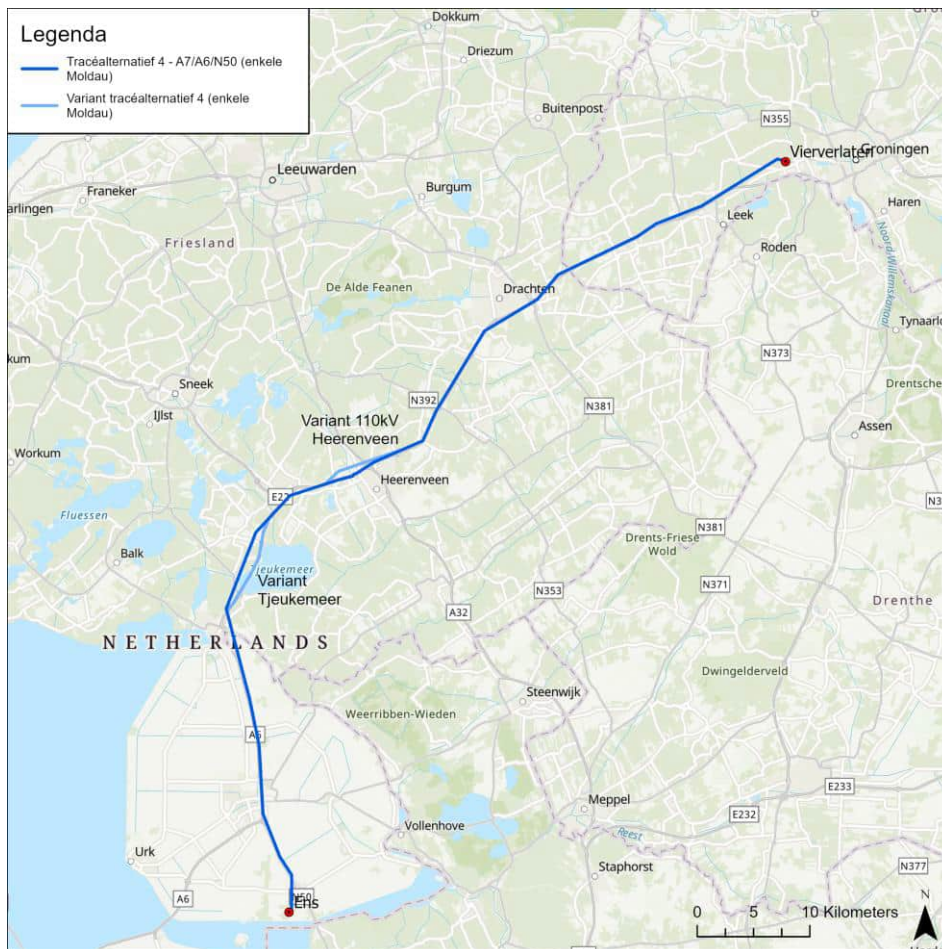 Legenda
Tracéalternatief 4 - A7/A6/N50 (enkele
Moldau)
Variant tracéalternatief 4 (enkele
Moldau)
Dokkum
Driezum
Buitenpost
N355
Vierverlaten
Groningen
Leeuwarden
Burgum
Franeker
arlingen
Haren
Leek
Friesland
Roden
Noord-Willemskanaal
De Alde Feanen
Drachten
Tynaarlo
N373
kum
Sneek
N392
N381
Drentsche
IJlst
Variant 110kV
Heerenveen
Assen
Workum
Heerenveen
E22
N3
Fluessen
N381
Drents-Friese
Wold
Balk
Tjeukemeer
Variant
Tjeukemeer
N371
N353
Drenthe
A32
NETHERLANDS
Dwingelderveld
Steenwijk
Weerribben-Wieden
A6
E233
Meppel
E232
Vollenhove
Reest
Urk
Staphorst
N377
A6
N50
Ens
N
0 5 10 Kilometers